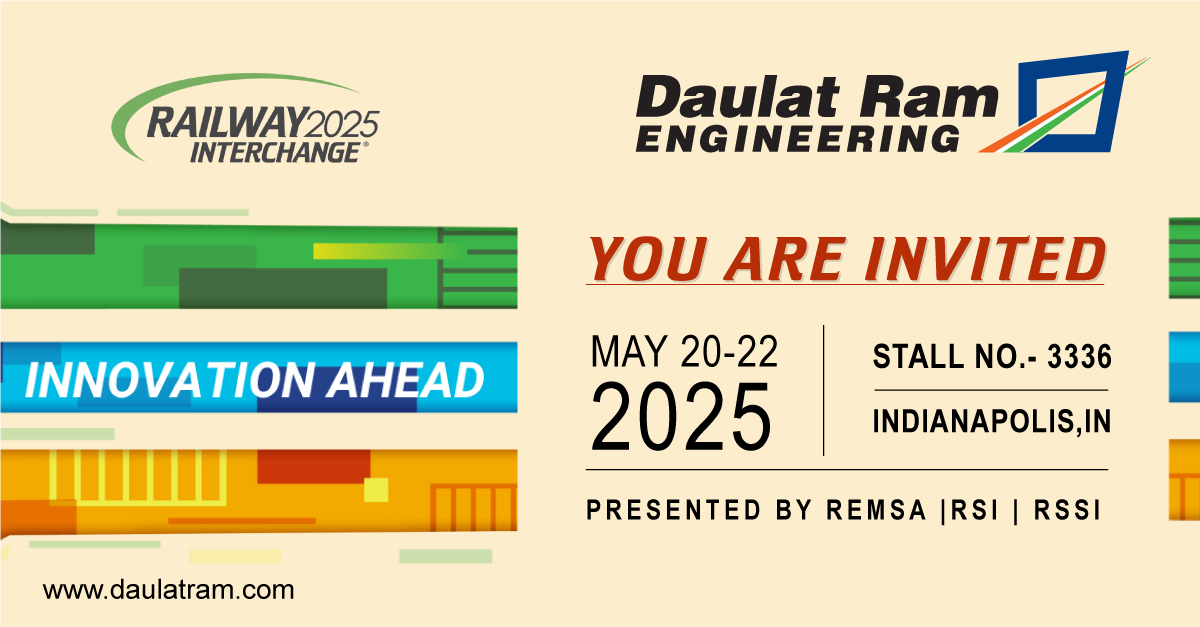 RAILWAY2025
INTERCHANGE®
Daulat Ram
ENGINEERING
YOU ARE INVITED
INNOVATION AHEAD
MAY 20-22
2025
STALL NO.- 3336
INDIANAPOLIS,IN
PRESENTED BY REMSA |RSI | RSSI
www.daulatram.com